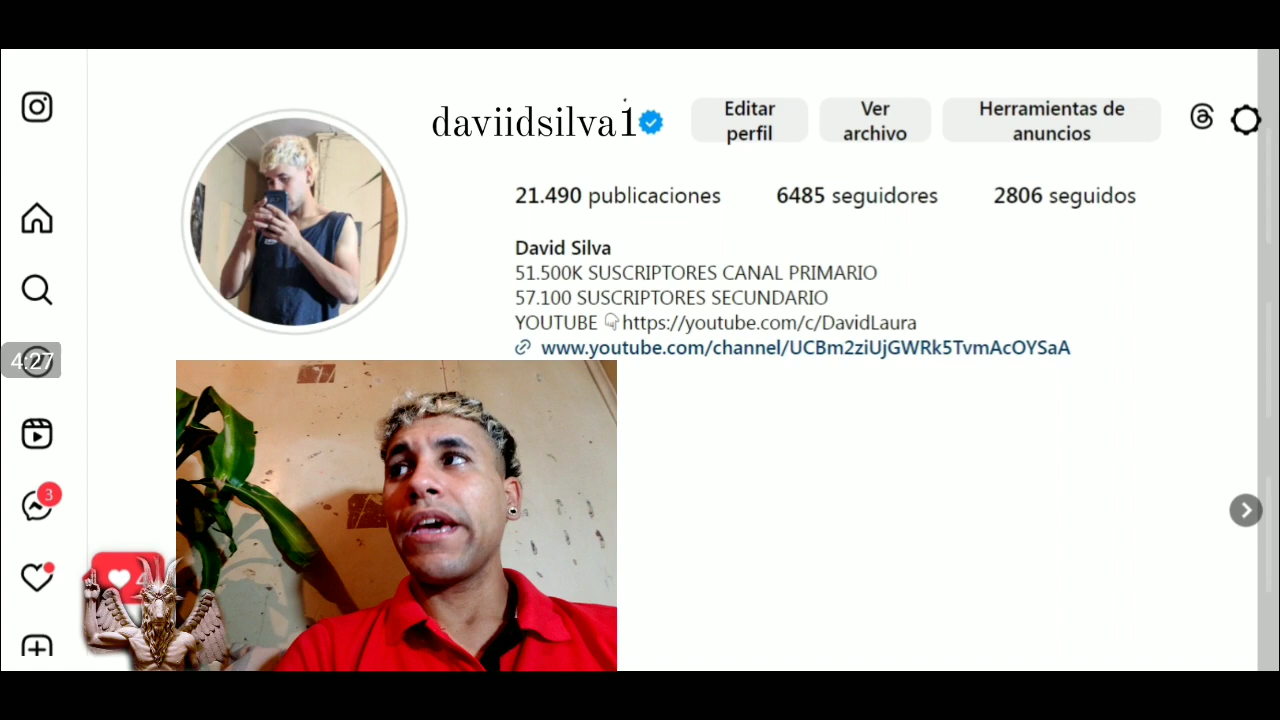 daviidsilva1
Editar
perfil
Ver
archivo
Herramientas de
anuncios
21.490 publicaciones
6485 seguidores
2806 seguidos
David Silva
51.500K SUSCRIPTORES CANAL PRIMARIO
57.100 SUSCRIPTORES SECUNDARIO
YOUTUBE 👇https://youtube.com/c/DavidLaura
www.youtube.com/channel/UCBm2ziUjGWRk5TvmAcOYSaA
4:27
3